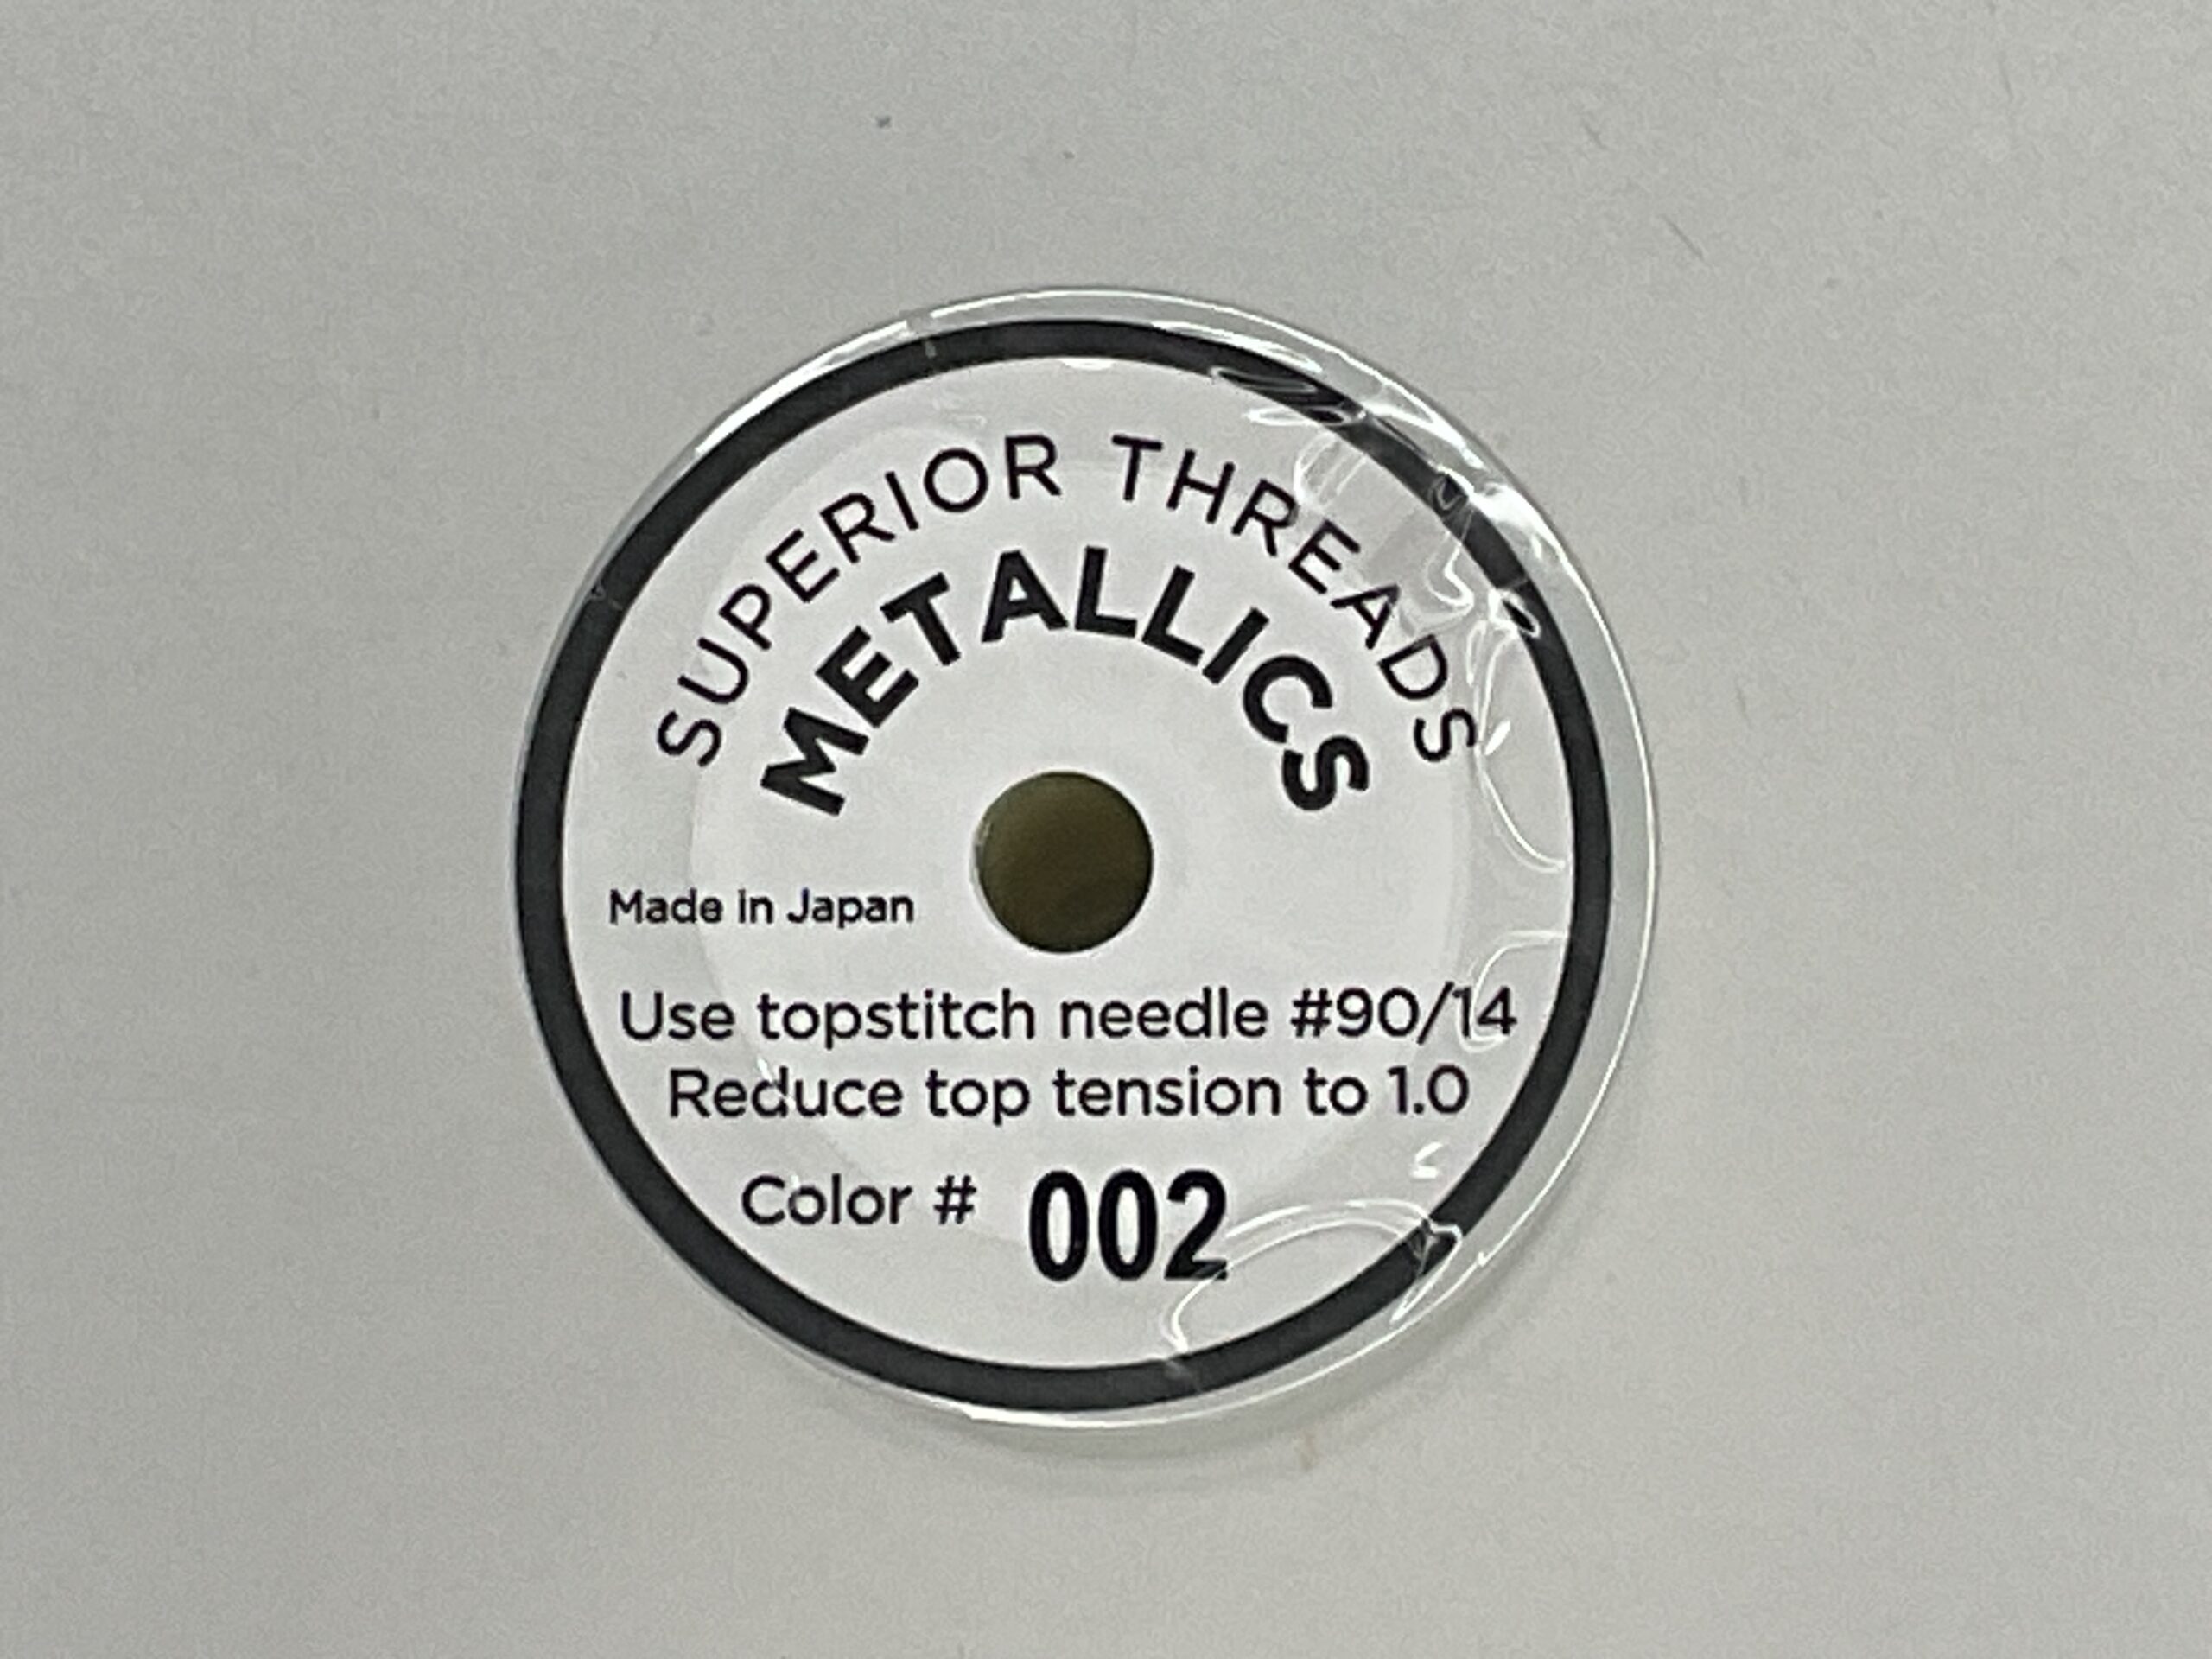 SUPERIOR THREADS
METALLICS
Made in Japan
Use topstitch needle #90/14
Reduce top tension to 1.0
Color # 002